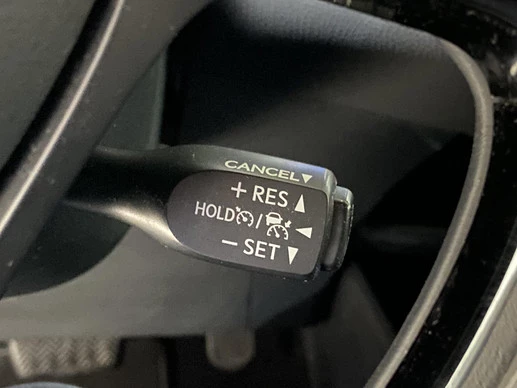 CANCEL▼
+ RES ▲
HOLD / ◀
− SET ▼